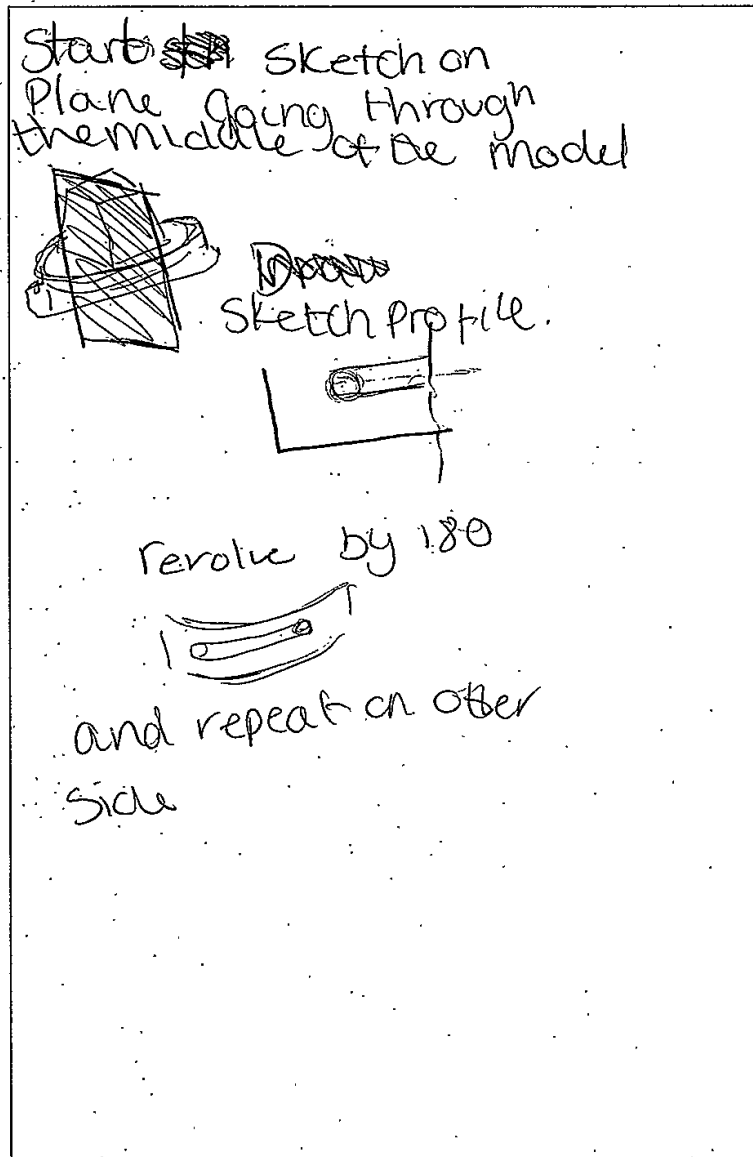 Start sketch on
Plane going through
the middle of the model
Sketch Profile.
revolve by 180
and repeat on other
side